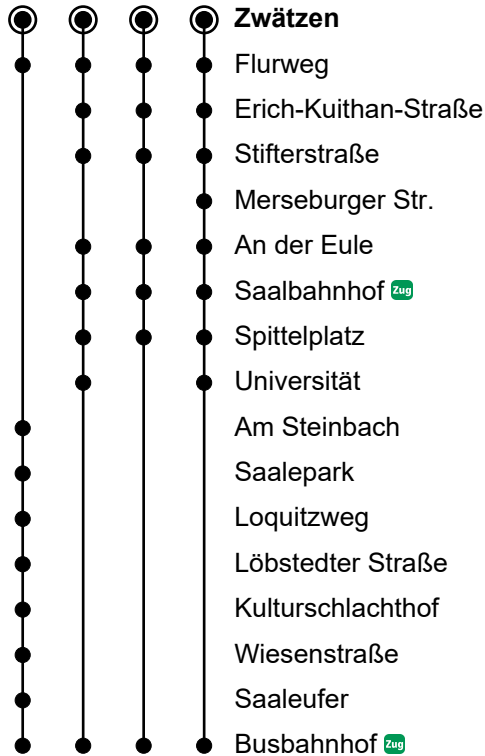 Zwätzen
Flurweg
Erich-Kuithan-Straße
Stifterstraße
Merseburger Str.
An der Eule
Saalbahnhof Zug
Spittelplatz
Universität
Am Steinbach
Saalepark
Loquitzweg
Löbstedter Straße
Kulturschlachthof
Wiesenstraße
Saaleufer
Busbahnhof Zug